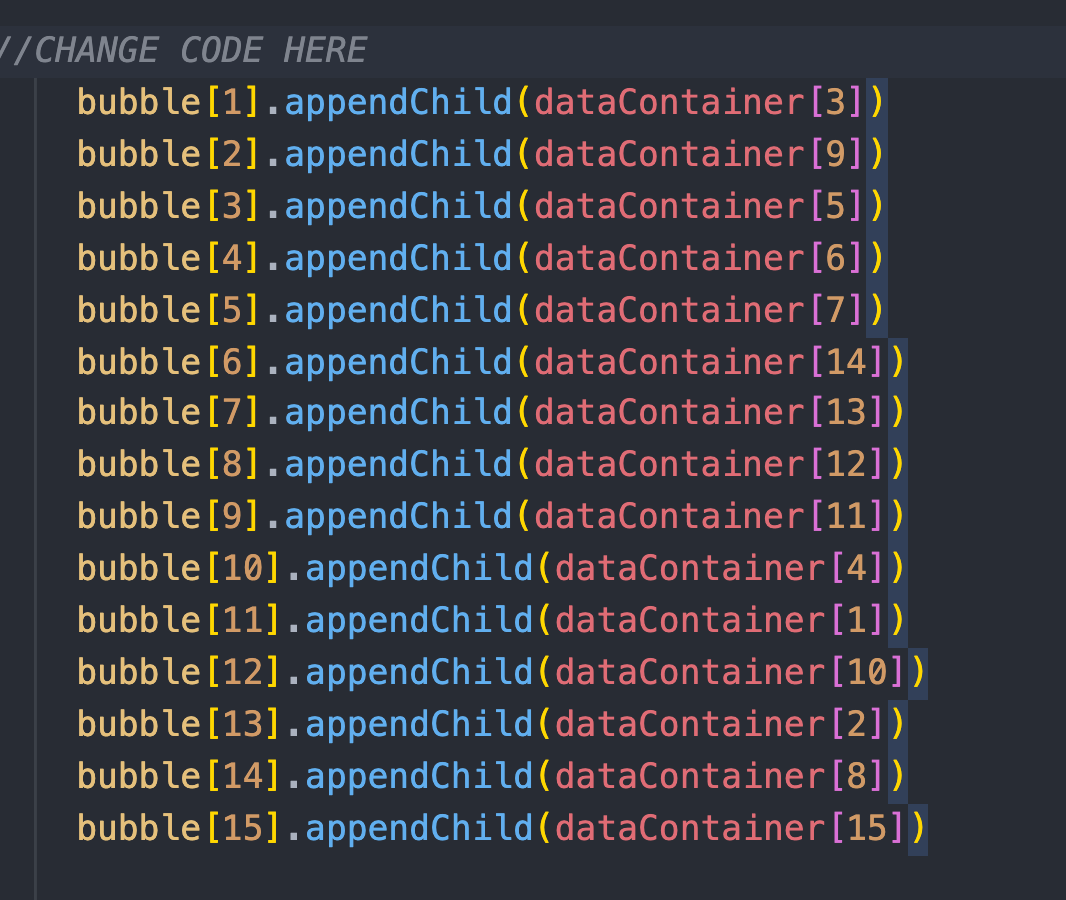 //CHANGE CODE HERE
bubble[1].appendChild(dataContainer[3])
bubble[2].appendChild(dataContainer[9])
bubble[3].appendChild(dataContainer[5])
bubble[4].appendChild(dataContainer[6])
bubble[5].appendChild(dataContainer[7])
bubble[6].appendChild(dataContainer[14])
bubble[7].appendChild(dataContainer[13])
bubble[8].appendChild(dataContainer[12])
bubble[9].appendChild(dataContainer[11])
bubble[10].appendChild(dataContainer[4])
bubble[11].appendChild(dataContainer[1])
bubble[12].appendChild(dataContainer[10])
bubble[13].appendChild(dataContainer[2])
bubble[14].appendChild(dataContainer[8])
bubble[15].appendChild(dataContainer[15])